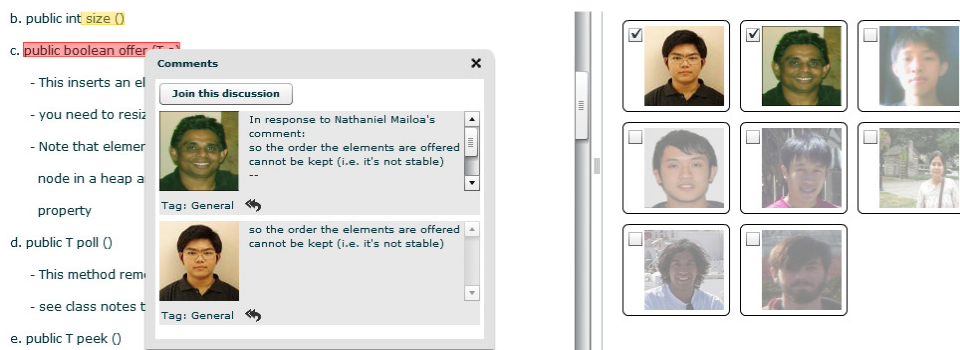 b. public int size ()
c. public boolean offer (T e)
- This inserts an el
- you need to resiz
- Note that elemer
node in a heap a
property
d. public T poll ()
- This method rem
- see class notes t
e. public T peek ()
Comments
Join this discussion
In response to Nathaniel Mailoa's
comment:
so the order the elements are offered
cannot be kept (i.e. it's not stable)
--
Tag: General
so the order the elements are offered
cannot be kept (i.e. it's not stable)
Tag: General